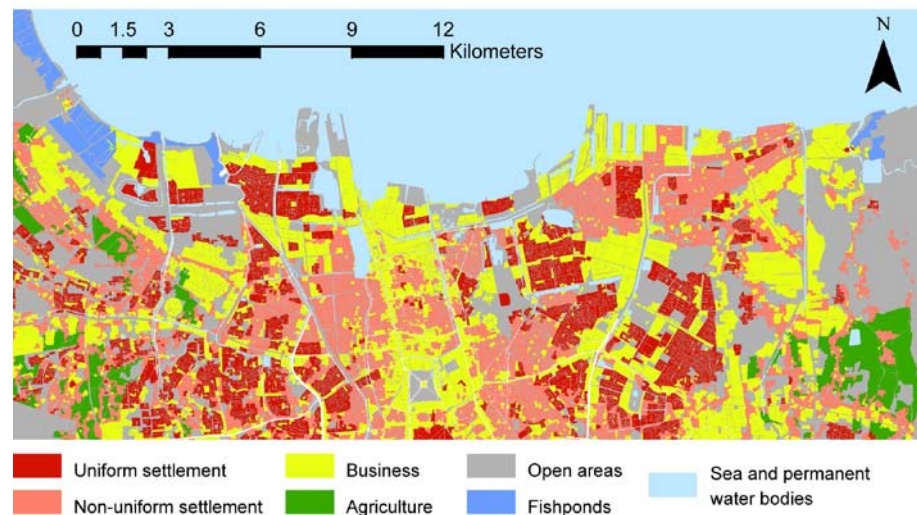 0 1.5 3 6 9 12
Kilometers
N
Uniform settlement
Business
Open areas
Sea and permanent
water bodies
Non-uniform settlement
Agriculture
Fishponds